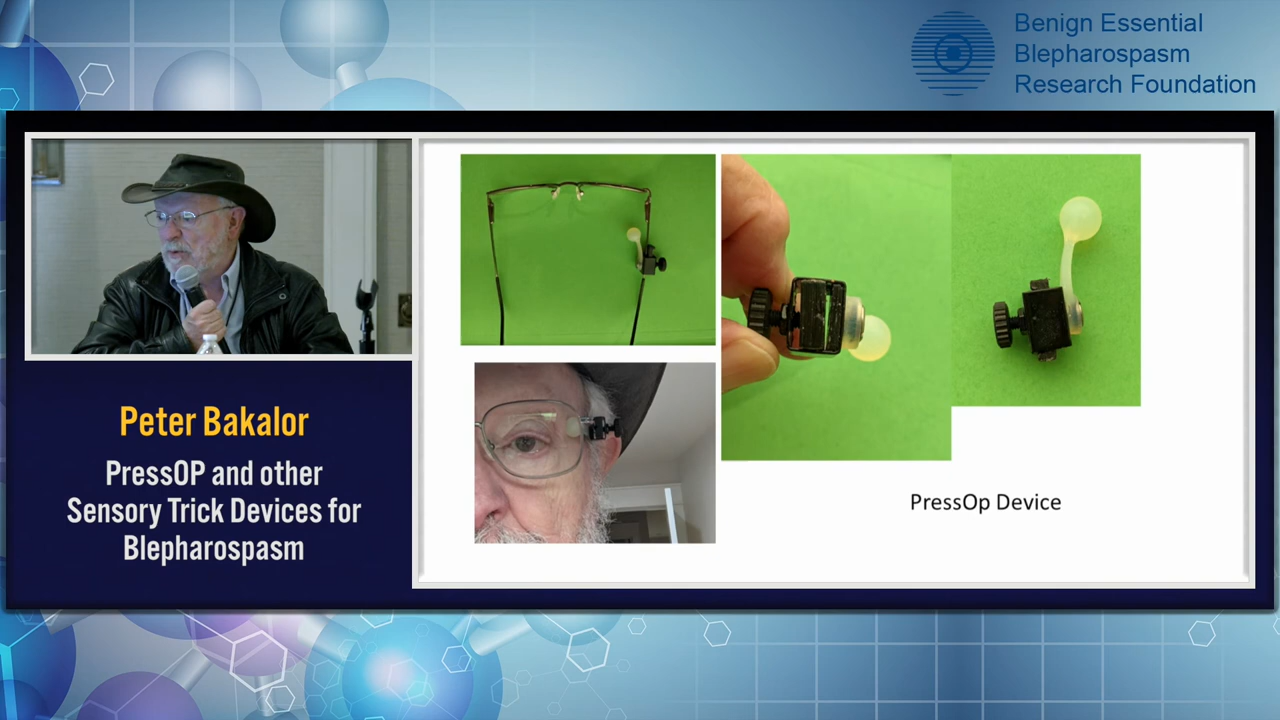 Benign Essential
Blepharospasm
Research Foundation
Peter Bakalor
PressOP and other
Sensory Trick Devices for
Blepharospasm
PressOp Device